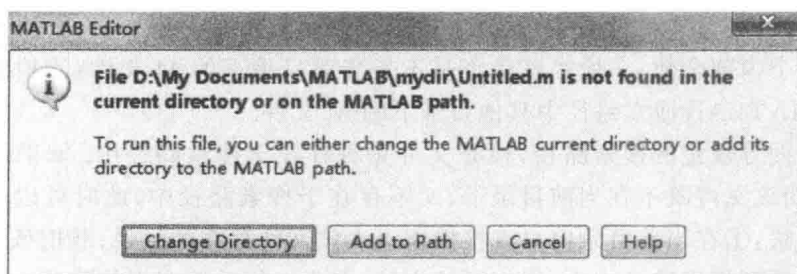 MATLAB Editor
File D:\My Documents\MATLAB\mydir\Untitled.m is not found in the
current directory or on the MATLAB path.
To run this file, you can either change the MATLAB current directory or add its
directory to the MATLAB path.
Change Directory
Add to Path
Cancel
Help